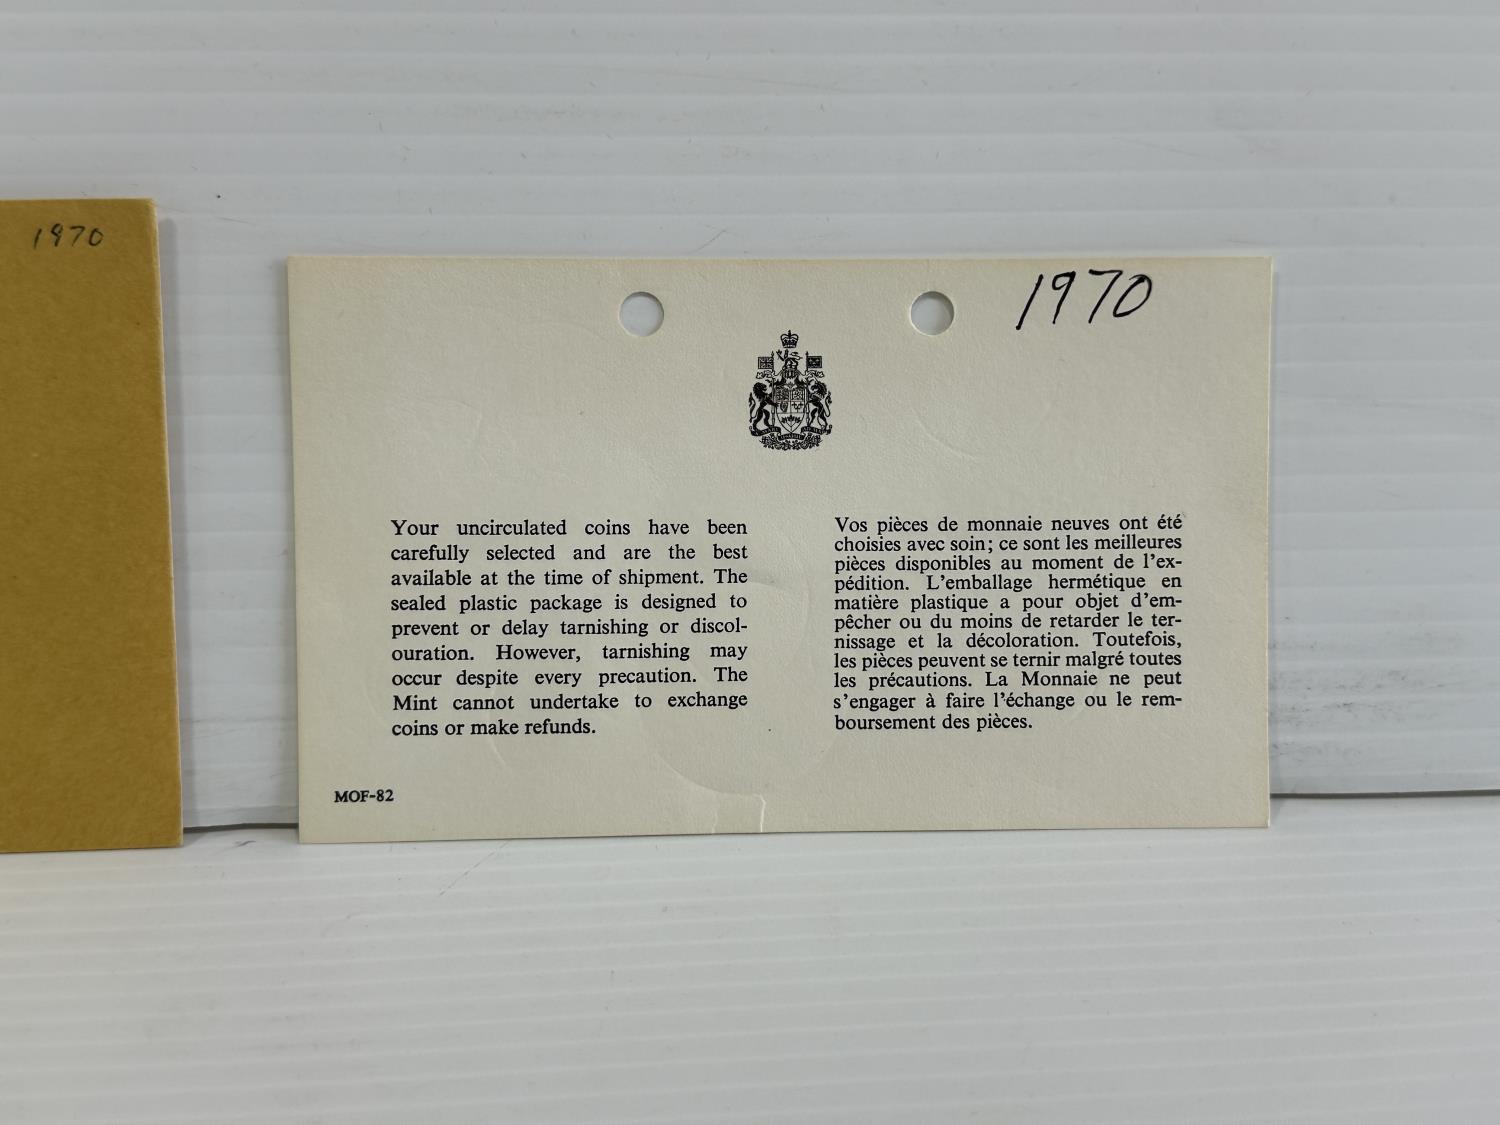 1970
1970
Your uncirculated coins have been
carefully selected and are the best
available at the time of shipment. The
sealed plastic package is designed to
prevent or delay tarnishing or discol-
ouration. However, tarnishing may
occur despite every precaution. The
Mint cannot undertake to exchange
coins or make refunds.
Vos pièces de monnaie neuves ont été
choisies avec soin; ce sont les meilleures
pièces disponibles au moment de l'ex-
pédition. L'emballage hermétique en
matière plastique a pour objet d'em-
pêcher ou du moins de retarder le ter-
nissage et la décoloration. Toutefois,
les pièces peuvent se ternir malgré toutes
les précautions. La Monnaie ne peut
s'engager à faire l'échange ou le rem-
boursement des pièces.
MOF-82